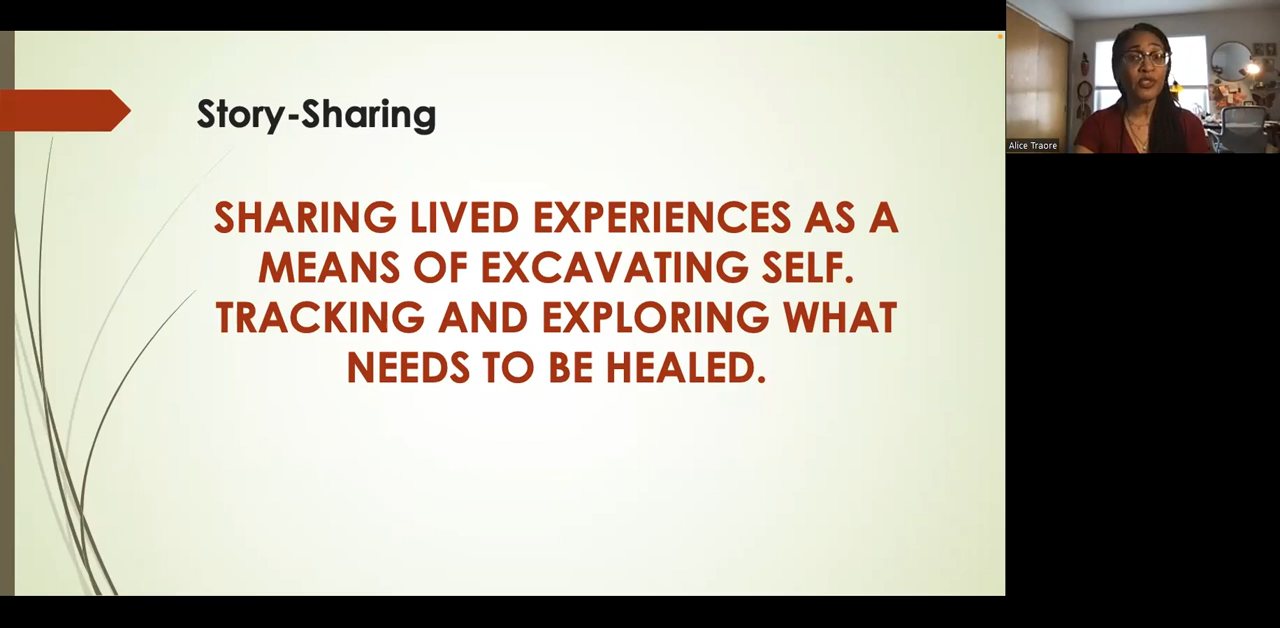 Story-Sharing
SHARING LIVED EXPERIENCES AS A
MEANS OF EXCAVATING SELF.
TRACKING AND EXPLORING WHAT
NEEDS TO BE HEALED.
Alice Traore